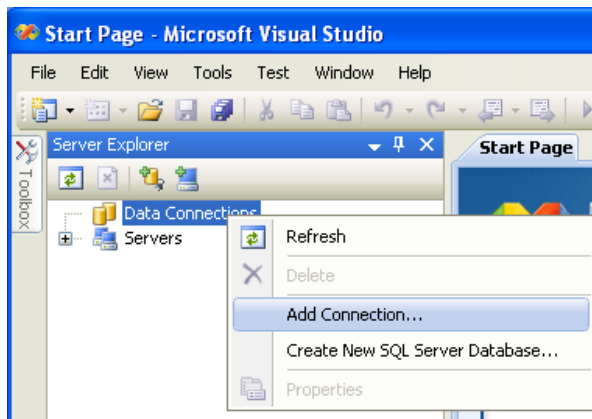 Start Page - Microsoft Visual Studio
File Edit View Tools Test Window Help
Server Explorer
Start Page
Toolbox
Data Connections
Servers
Refresh
Delete
Add Connection...
Create New SQL Server Database...
Properties